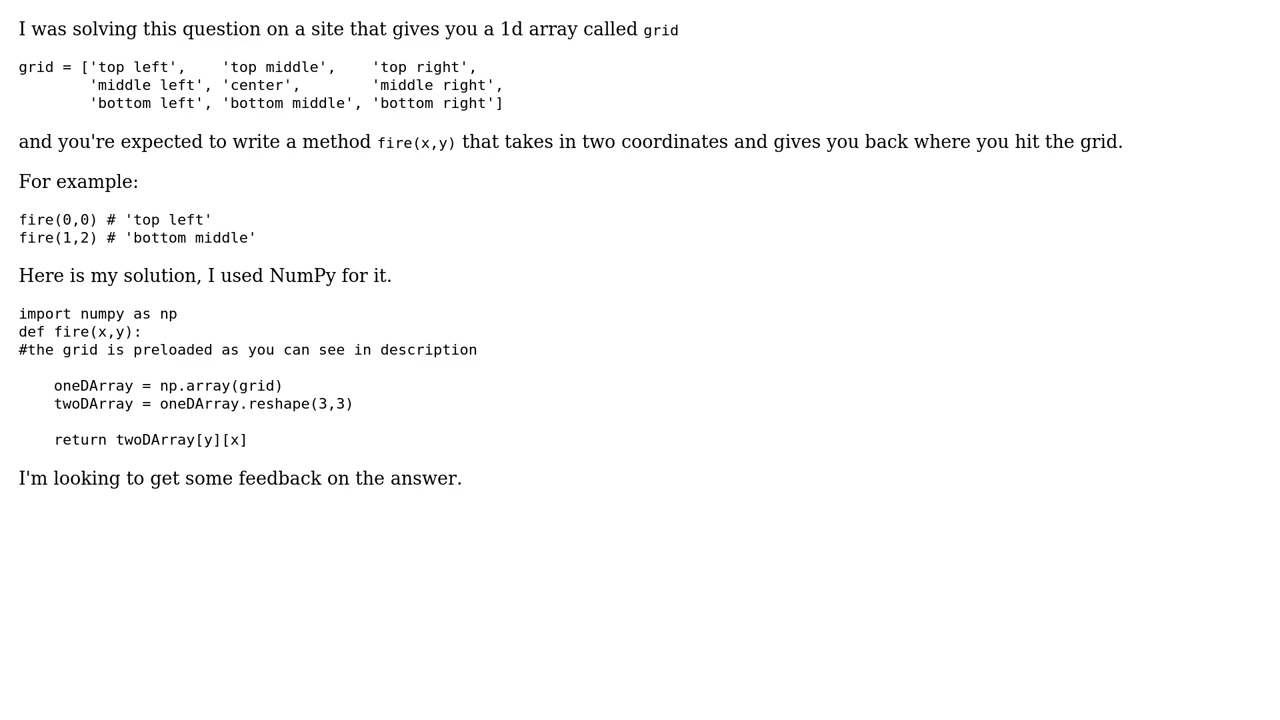 I was solving this question on a site that gives you a 1d array called grid
grid = ['top left',    'top middle',    'top right',
        'middle left', 'center',        'middle right',
        'bottom left', 'bottom middle', 'bottom right']
and you're expected to write a method fire(x,y) that takes in two coordinates and gives you back where you hit the grid.
For example:
fire(0,0) # 'top left'
fire(1,2) # 'bottom middle'
Here is my solution, I used NumPy for it.
import numpy as np
def fire(x,y):
#the grid is preloaded as you can see in description
    oneDArray = np.array(grid)
    twoDArray = oneDArray.reshape(3,3)
    return twoDArray[y][x]
I'm looking to get some feedback on the answer.